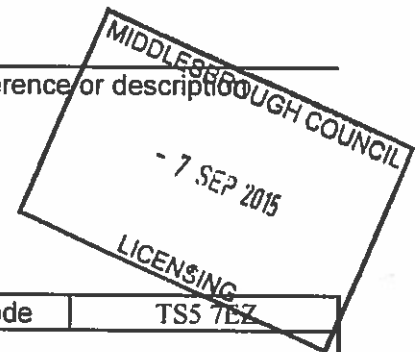 erence or description
MIDDLESBROUGH COUNCIL
- 7 SEP 2015
LICENSING
ode TS5 7EZ